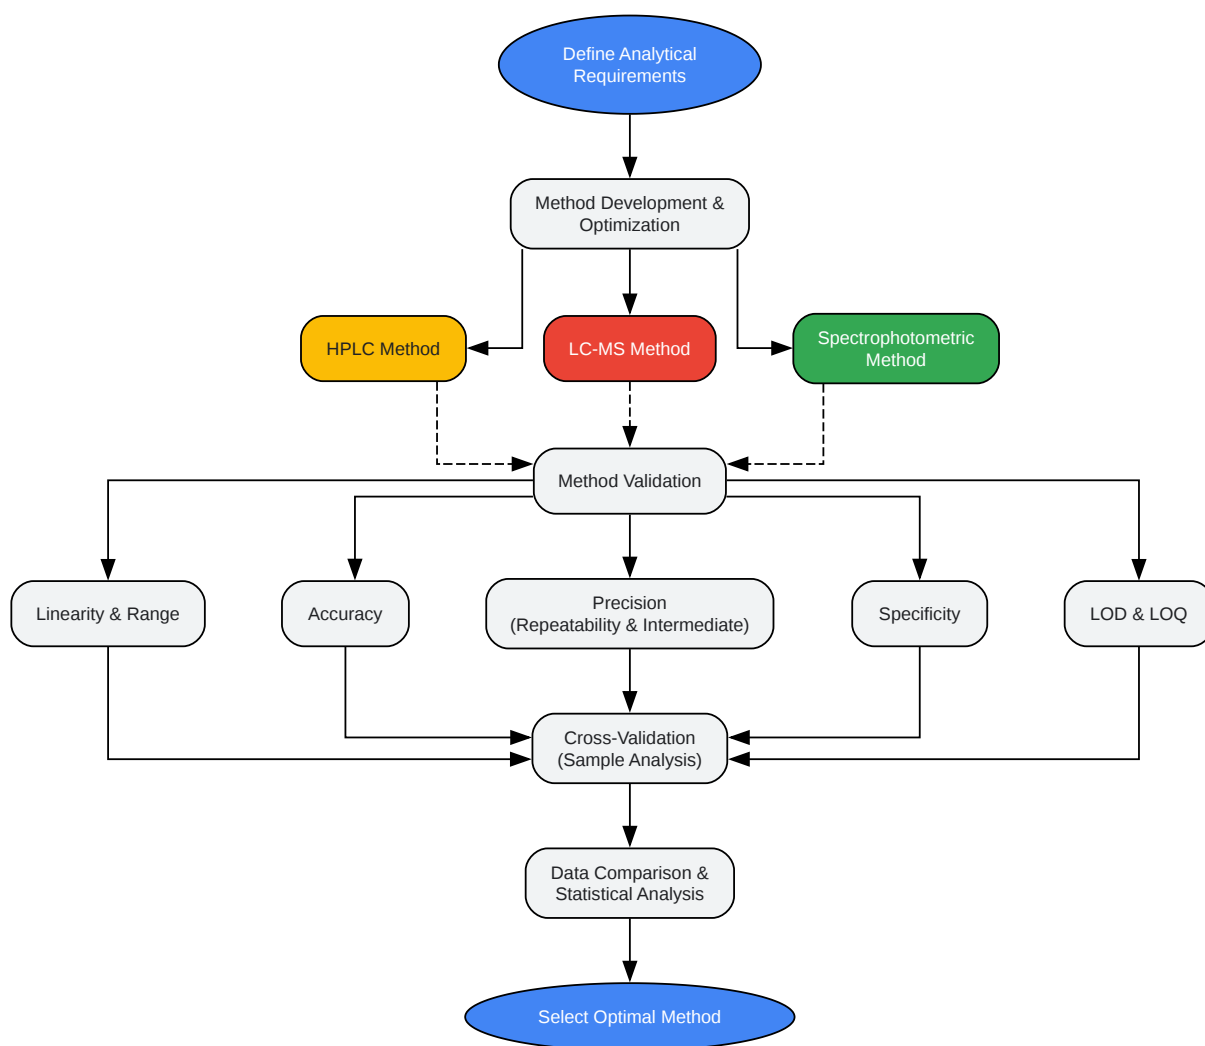 Define Analytical
Requirements
Method Development &
Optimization
HPLC Method
LC-MS Method
Spectrophotometric
Method
Method Validation
Linearity & Range
Accuracy
Precision
(Repeatability & Intermediate)
Specificity
LOD & LOQ
Cross-Validation
(Sample Analysis)
Data Comparison &
Statistical Analysis
Select Optimal Method